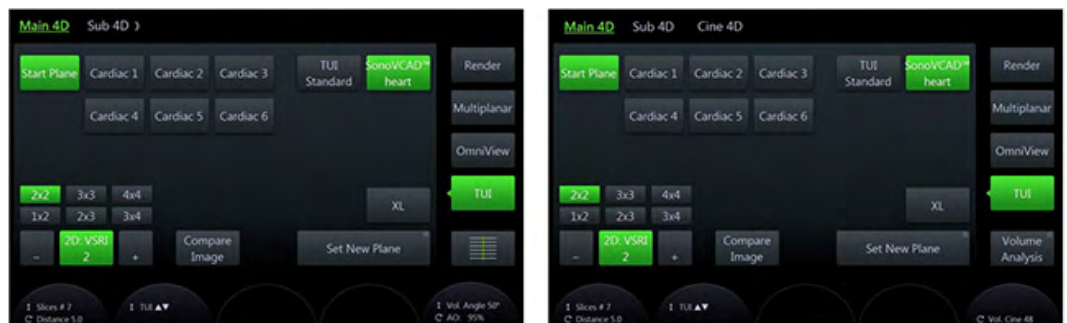 Main 4D Sub 4D >
Start Plane Cardiac 1 Cardiac 2 Cardiac 3 TUI Standard SonoVCAD™ heart Render
Cardiac 4 Cardiac 5 Cardiac 6 Multiplanar
OmniView
2x2 3x3 4x4 XL TUI
1x2 2x3 3x4
- 2D: VSRI 2 + Compare Image Set New Plane
Slices # 7 TUI ▲▼ Vol. Angle 50°
Distance 5.0 AO: 95%
Main 4D Sub 4D Cine 4D
Start Plane Cardiac 1 Cardiac 2 Cardiac 3 TUI Standard SonoVCAD™ heart Render
Cardiac 4 Cardiac 5 Cardiac 6 Multiplanar
OmniView
2x2 3x3 4x4 XL TUI
1x2 2x3 3x4
- 2D: VSRI 2 + Compare Image Set New Plane Volume Analysis
Slices # 7 TUI ▲▼
Distance 5.0 Vol. Cine 48